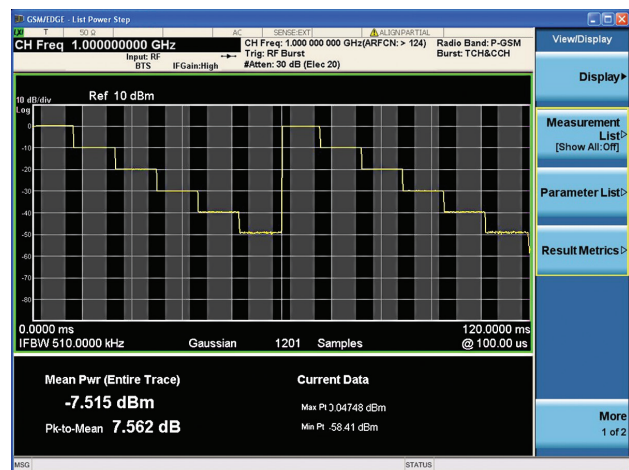 GSM/EDGE - List Power Step
T 50 Ω AC SENSE:EXT ALIGN PARTIAL
CH Freq 1.000000000 GHz
CH Freq: 1.000 000 000 GHz(ARFCN: > 124) Radio Band: P-GSM
Input: RF Trig: RF Burst Burst: TCH&CCH
BTS IFGain:High #Atten: 30 dB (Elec 20)
View/Display
Display
Measurement
List
[Show All:Off]
Parameter List
Result Metrics
More
1 of 2
10 dB/div Ref 10 dBm
Log
0
-10
-20
-30
-40
-50
-60
-70
-80
0.0000 ms 120.0000 ms
IFBW 510.0000 kHz Gaussian 1201 Samples @ 100.00 us
Mean Pwr (Entire Trace)
-7.515 dBm
Pk-to-Mean 7.562 dB
Current Data
Max Pt 0.04748 dBm
Min Pt -58.41 dBm
MSG STATUS